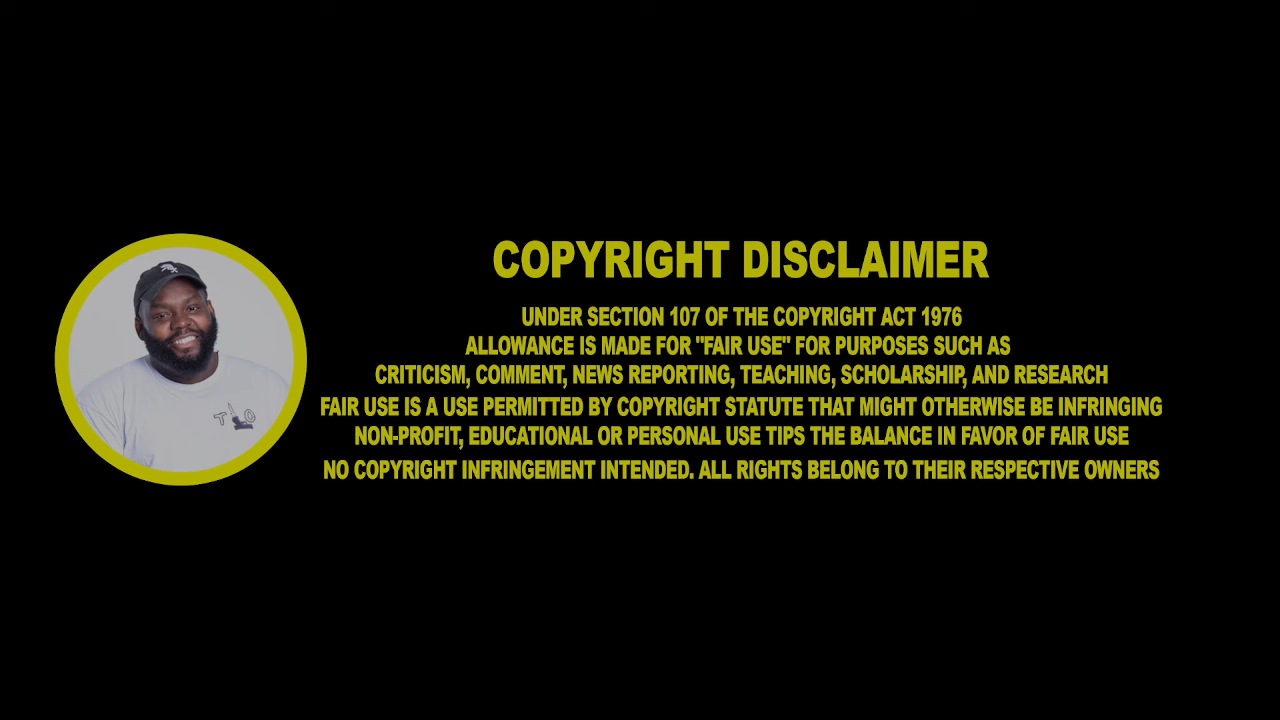 COPYRIGHT DISCLAIMER
UNDER SECTION 107 OF THE COPYRIGHT ACT 1976
ALLOWANCE IS MADE FOR "FAIR USE" FOR PURPOSES SUCH AS
CRITICISM, COMMENT, NEWS REPORTING, TEACHING, SCHOLARSHIP, AND RESEARCH
FAIR USE IS A USE PERMITTED BY COPYRIGHT STATUTE THAT MIGHT OTHERWISE BE INFRINGING
NON-PROFIT, EDUCATIONAL OR PERSONAL USE TIPS THE BALANCE IN FAVOR OF FAIR USE
NO COPYRIGHT INFRINGEMENT INTENDED. ALL RIGHTS BELONG TO THEIR RESPECTIVE OWNERS